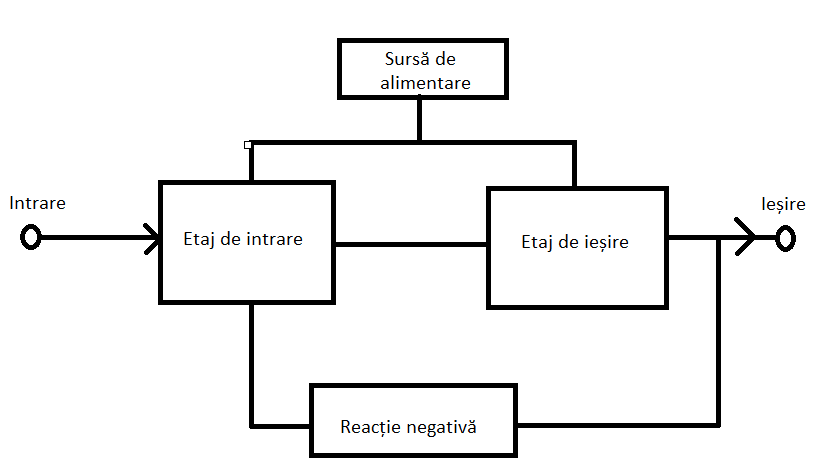 Sursă de
alimentare
Intrare
Ieșire
Etaj de intrare
Etaj de ieșire
Reacție negativă